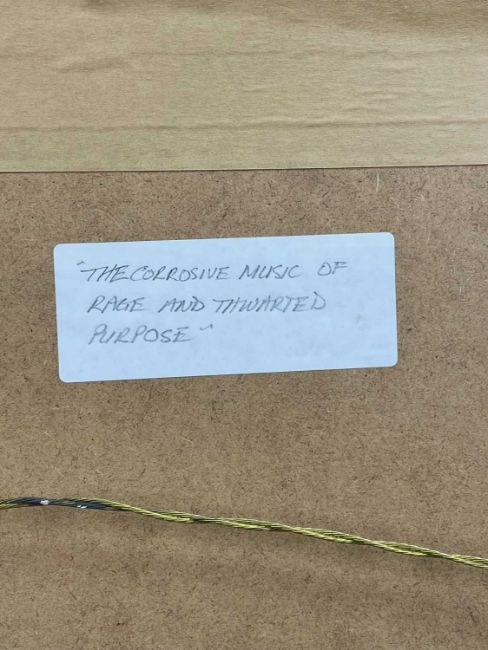 "THE CORROSIVE MUSIC OF
RAGE AND THWARTED
PURPOSE"